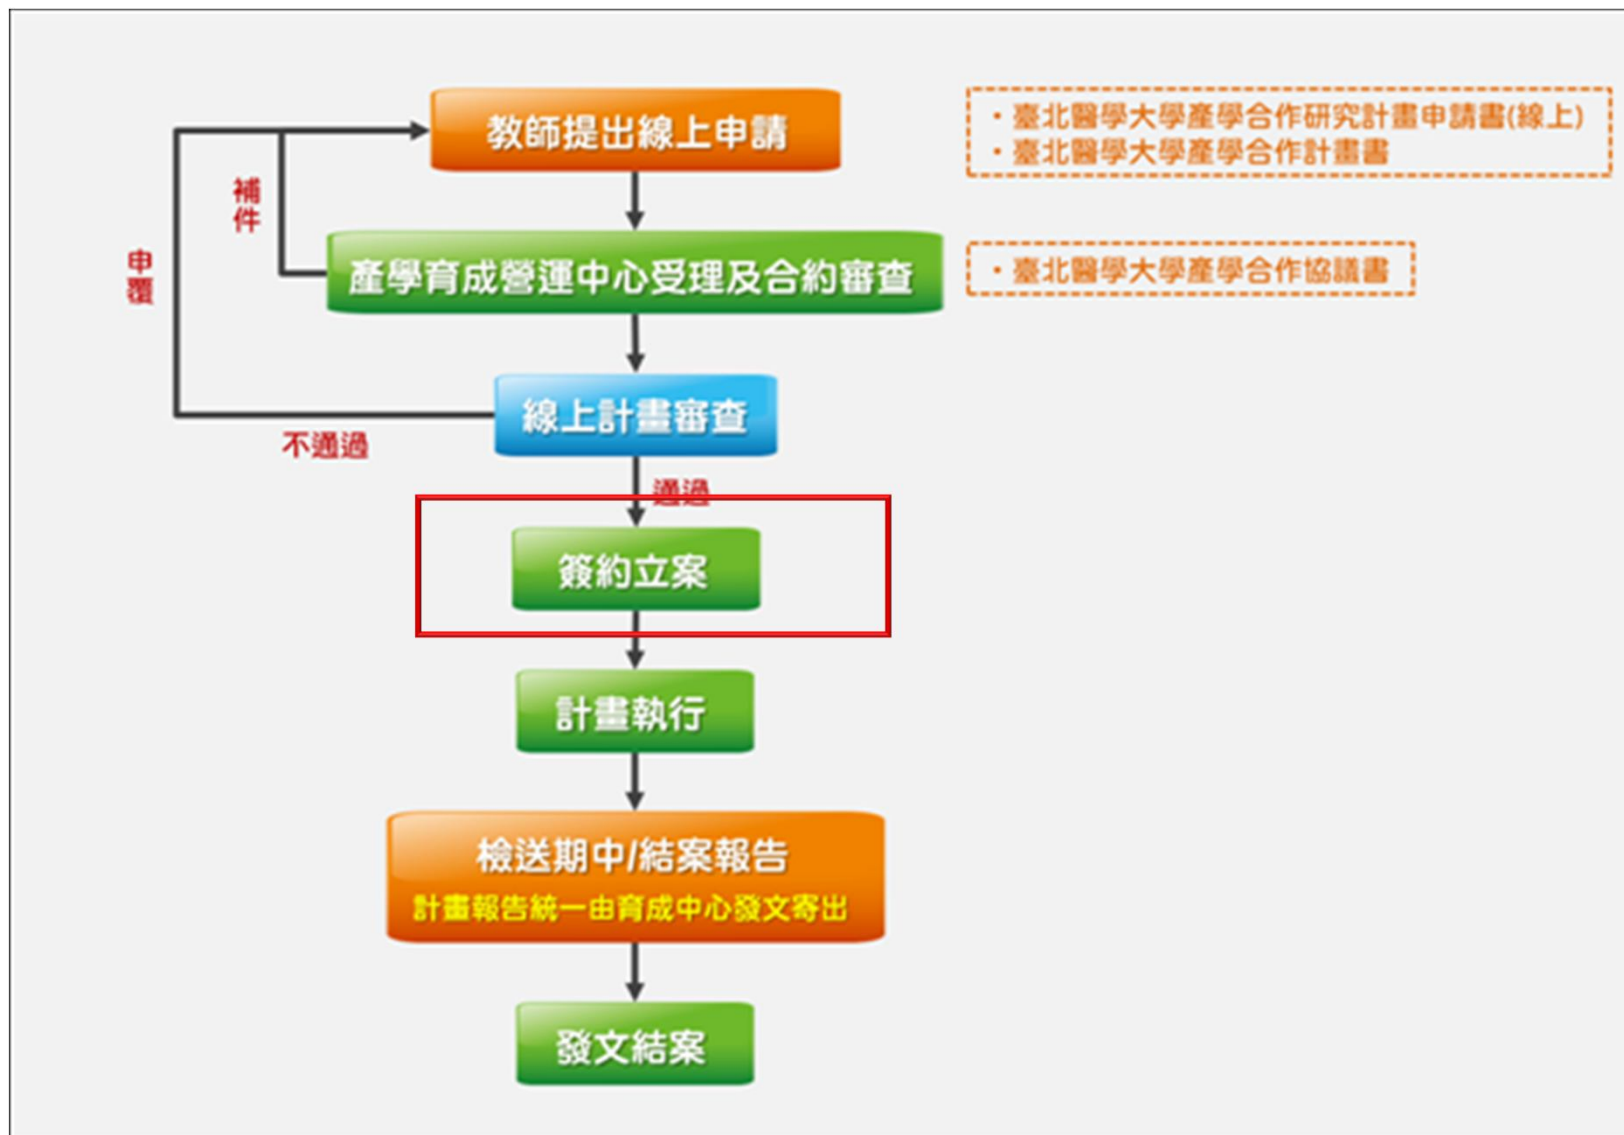 教師提出線上申請
・臺北醫學大學產學合作研究計畫申請書(線上)
・臺北醫學大學產學合作計畫書
補件
產學育成營運中心受理及合約審查
・臺北醫學大學產學合作協議書
申覆
線上計畫審查
不通過
通過
簽約立案
計畫執行
檢送期中/結案報告
計畫報告統一由育成中心發文寄出
發文結案